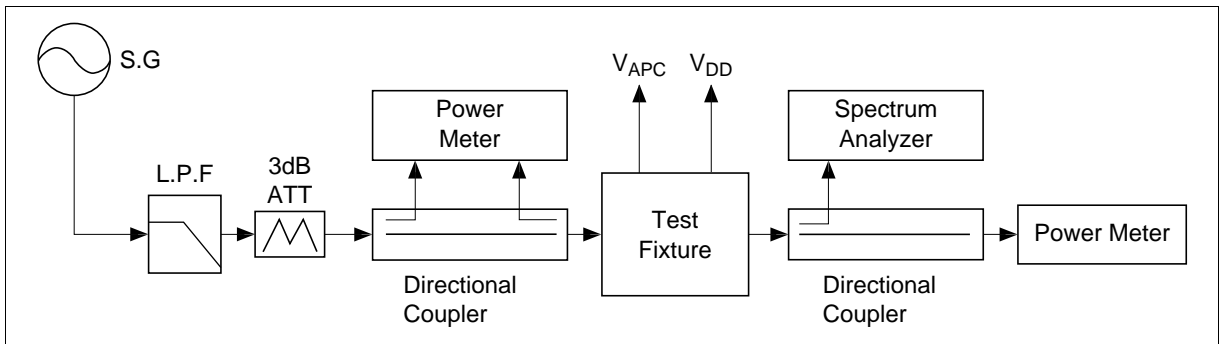 S.G
V_APC
V_DD
Power
Meter
Spectrum
Analyzer
L.P.F
3dB
ATT
Test
Fixture
Power Meter
Directional
Coupler
Directional
Coupler